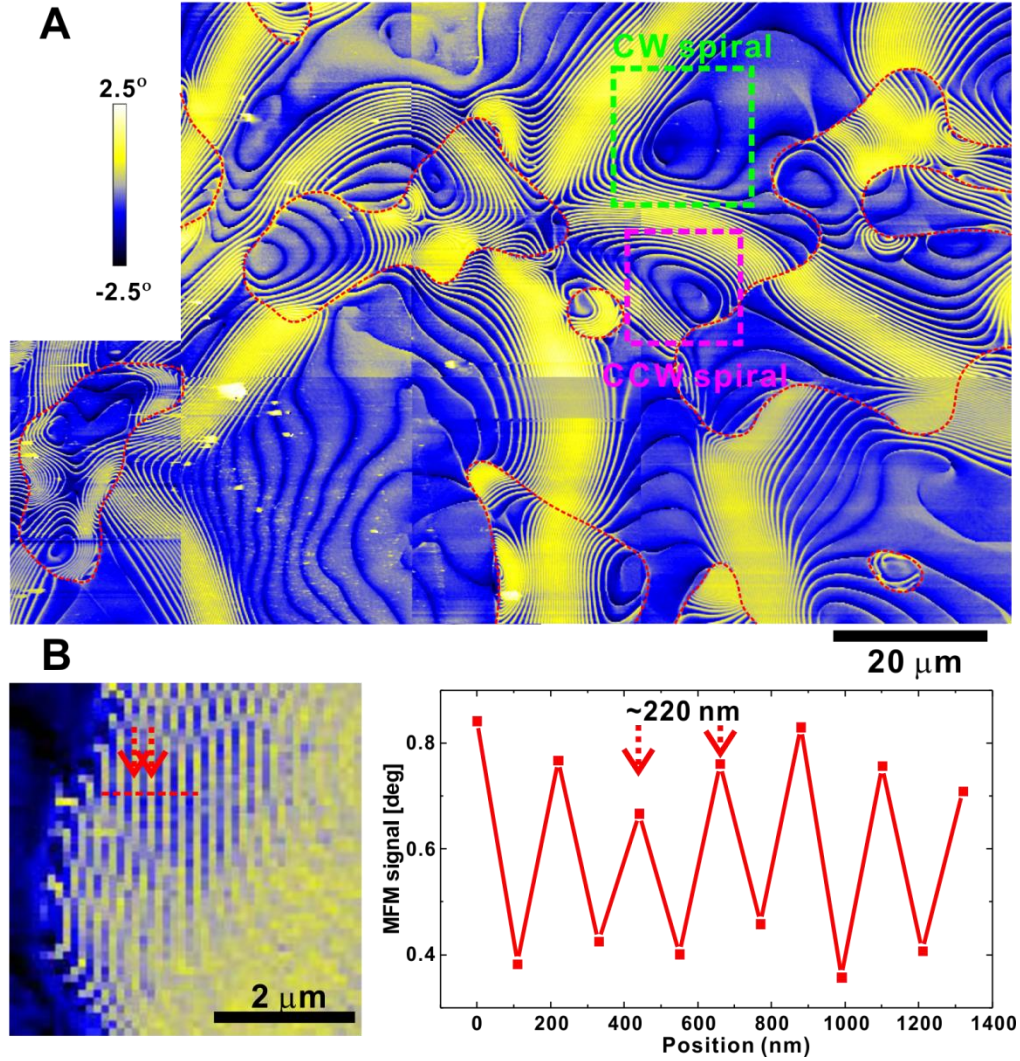 A
2.5°
-2.5°
CW spiral
CCW spiral
20 μm
B
2 μm
~220 nm
MFM signal [deg]
0.8
0.6
0.4
0
200
400
600
800
1000
1200
1400
Position (nm)